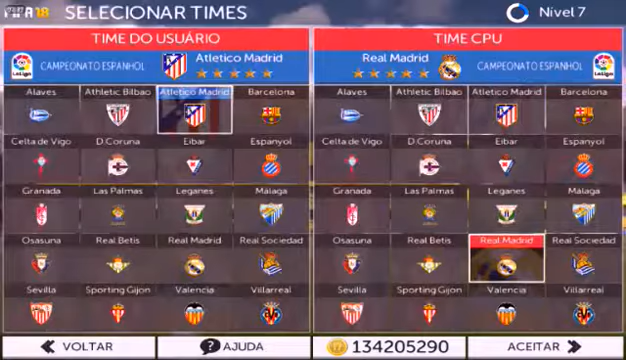 FIFA 18 SELECIONAR TIMES
Nível 7
TIME DO USUÁRIO
CAMPEONATO ESPANHOL
Atletico Madrid
Alaves Athletic Bilbao Atletico Madrid Barcelona
Celta de Vigo D.Coruna Eibar Espanyol
Granada Las Palmas Leganes Málaga
Osasuna Real Betis Real Madrid Real Sociedad
Sevilla Sporting Gijon Valencia Villarreal
TIME CPU
Real Madrid
CAMPEONATO ESPANHOL
Alaves Athletic Bilbao Atletico Madrid Barcelona
Celta de Vigo D.Coruna Eibar Espanyol
Granada Las Palmas Leganes Málaga
Osasuna Real Betis Real Madrid Real Sociedad
Sevilla Sporting Gijon Valencia Villarreal
VOLTAR
? AJUDA
134205290
ACEITAR